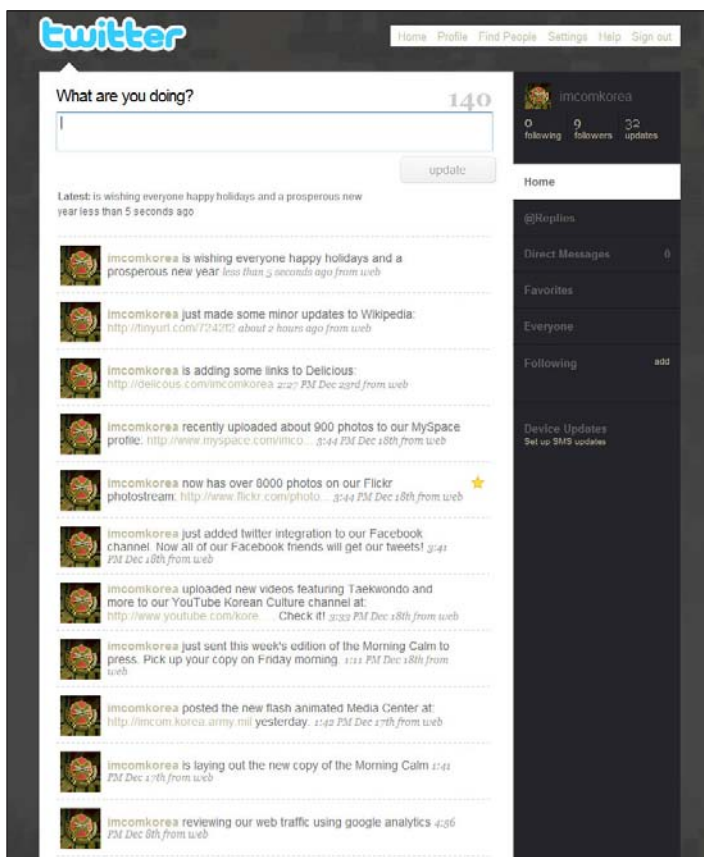 twitter
Home Profile Find People Settings Help Sign out
What are you doing?
140
update
Latest: is wishing everyone happy holidays and a prosperous new
year less than 5 seconds ago
imcomkorea is wishing everyone happy holidays and a
prosperous new year less than 5 seconds ago from web
imcomkorea just made some minor updates to Wikipedia:
http://tinyurl.com/7242f2 about 2 hours ago from web
imcomkorea is adding some links to Delicious:
http://delicous.com/imcomkorea 2:27 PM Dec 23rd from web
imcomkorea recently uploaded about 900 photos to our MySpace
profile: http://www.myspace.com/imco... 3:44 PM Dec 18th from web
imcomkorea now has over 8000 photos on our Flickr
photostream: http://www.flickr.com/photo... 3:44 PM Dec 18th from web
imcomkorea just added twitter integration to our Facebook
channel. Now all of our Facebook friends will get our tweets! 3:41
PM Dec 18th from web
imcomkorea uploaded new videos featuring Taekwondo and
more to our YouTube Korean Culture channel at:
http://www.youtube.com/kore... . Check it! 3:33 PM Dec 18th from web
imcomkorea just sent this week's edition of the Morning Calm to
press. Pick up your copy on Friday morning. 1:11 PM Dec 18th from
web
imcomkorea posted the new flash animated Media Center at:
http://imcom.korea.army.mil yesterday. 1:42 PM Dec 17th from web
imcomkorea is laying out the new copy of the Morning Calm 1:41
PM Dec 17th from web
imcomkorea reviewing our web traffic using google analytics 4:56
PM Dec 8th from web
imcomkorea
0 9 32
following followers updates
Home
@Replies
Direct Messages 0
Favorites
Everyone
Following add
Device Updates
Set up SMS updates